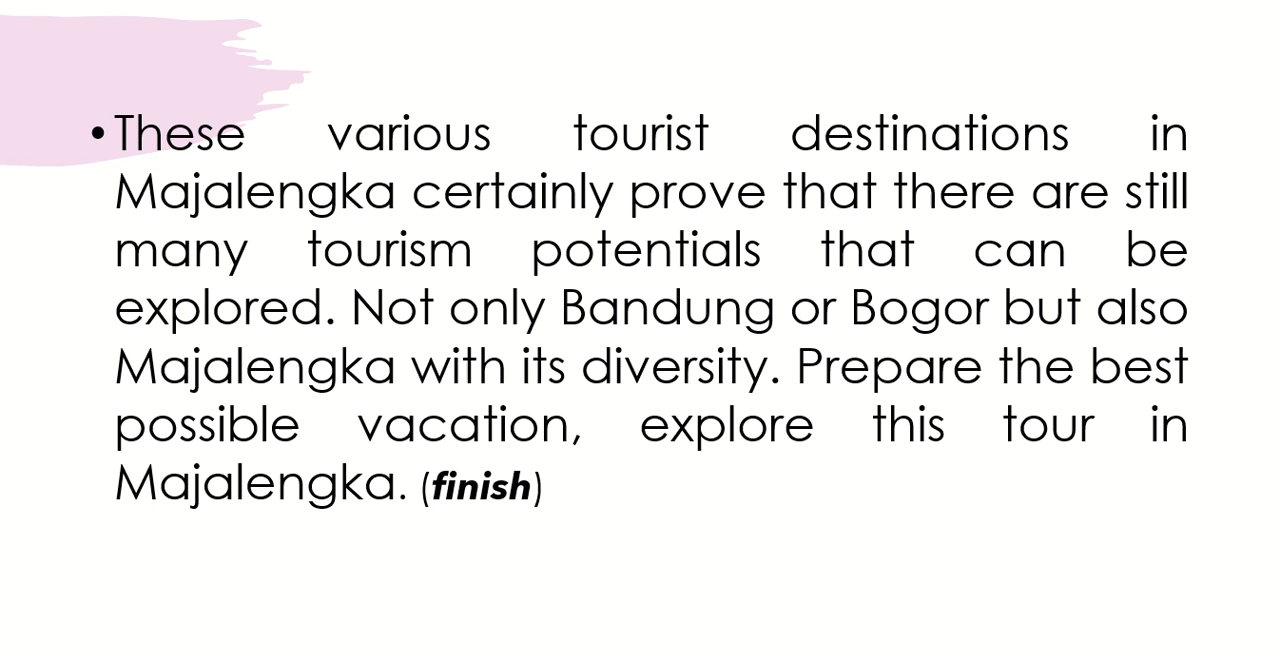 • These various tourist destinations in
Majalengka certainly prove that there are still
many tourism potentials that can be
explored. Not only Bandung or Bogor but also
Majalengka with its diversity. Prepare the best
possible vacation, explore this tour in
Majalengka. (finish)